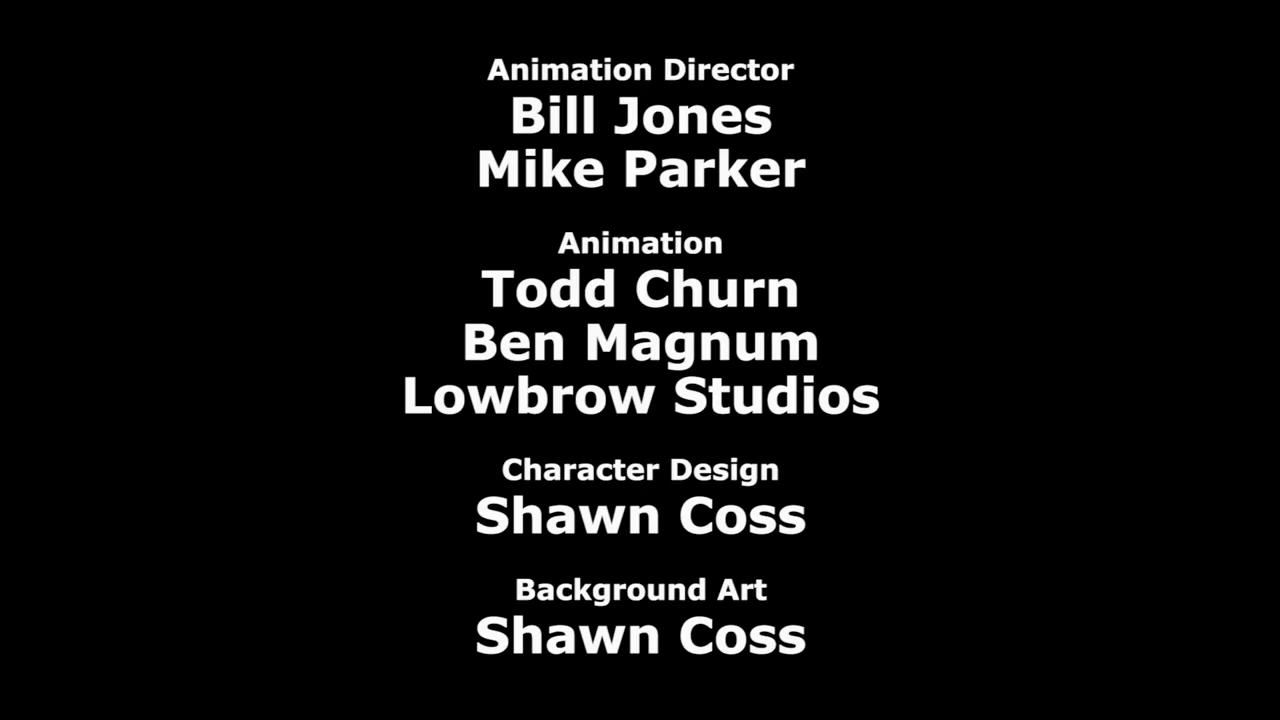 Animation Director
Bill Jones
Mike Parker
Animation
Todd Churn
Ben Magnum
Lowbrow Studios
Character Design
Shawn Coss
Background Art
Shawn Coss